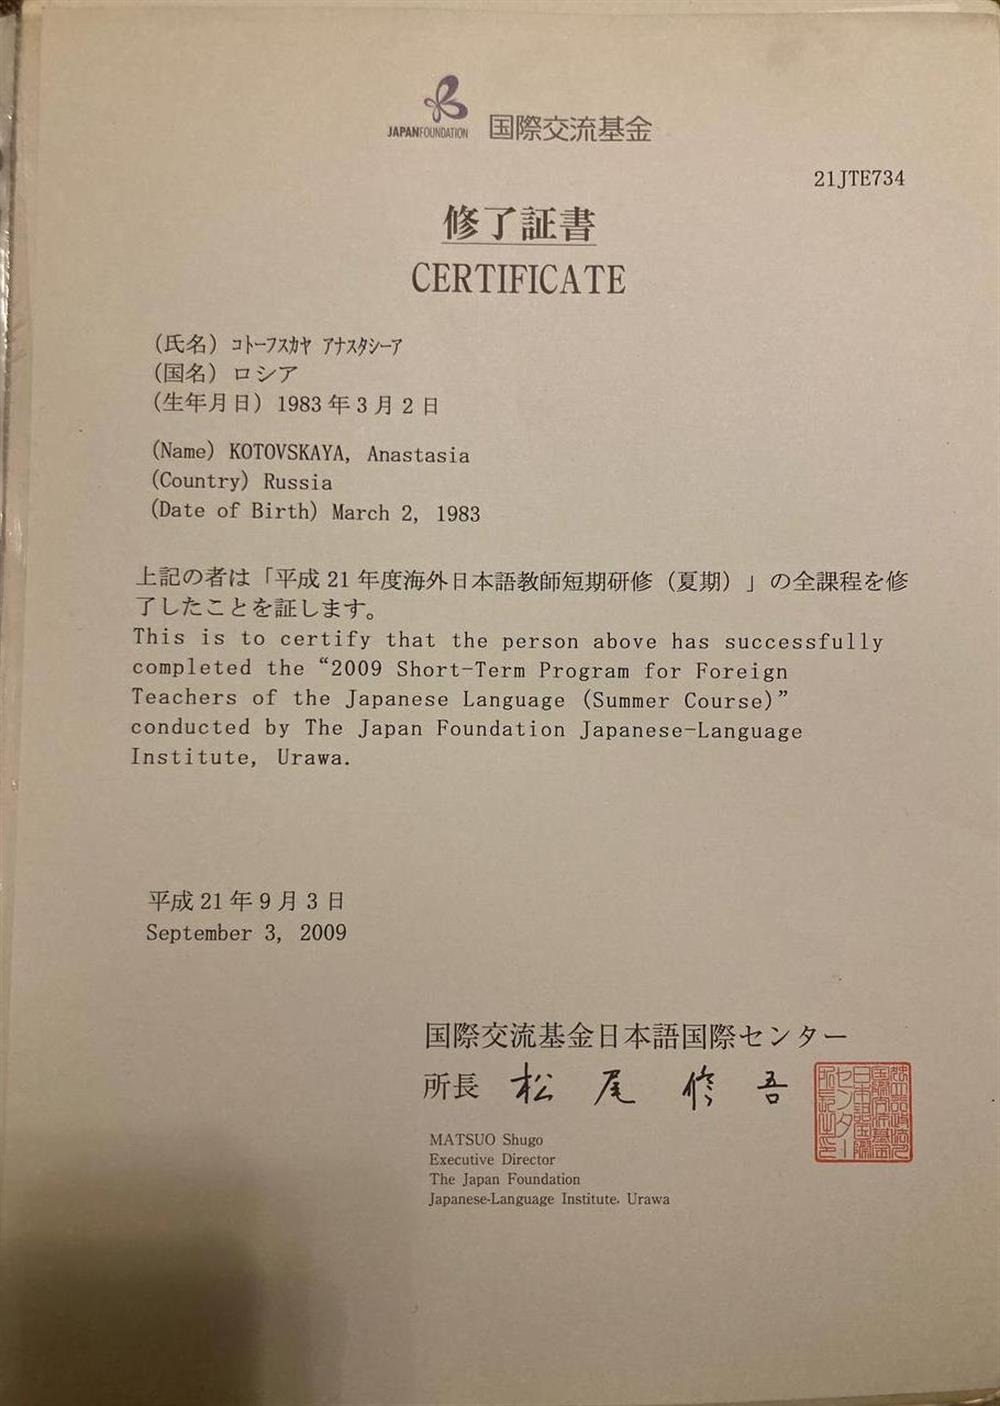 JAPANFOUNDATION 国際交流基金
21JTE734
修了証書
CERTIFICATE
(氏名) コトーフスカヤ アナスタシーア
(国名) ロシア
(生年月日) 1983年3月2日
(Name) KOTOVSKAYA, Anastasia
(Country) Russia
(Date of Birth) March 2, 1983
上記の者は「平成21年度海外日本語教師短期研修（夏期）」の全課程を修
了したことを証します。
This is to certify that the person above has successfully
completed the “2009 Short-Term Program for Foreign
Teachers of the Japanese Language (Summer Course)”
conducted by The Japan Foundation Japanese-Language
Institute, Urawa.
平成21年9月3日
September 3, 2009
国際交流基金日本語国際センター
所長 松尾修吾
MATSUO Shugo
Executive Director
The Japan Foundation
Japanese-Language Institute, Urawa